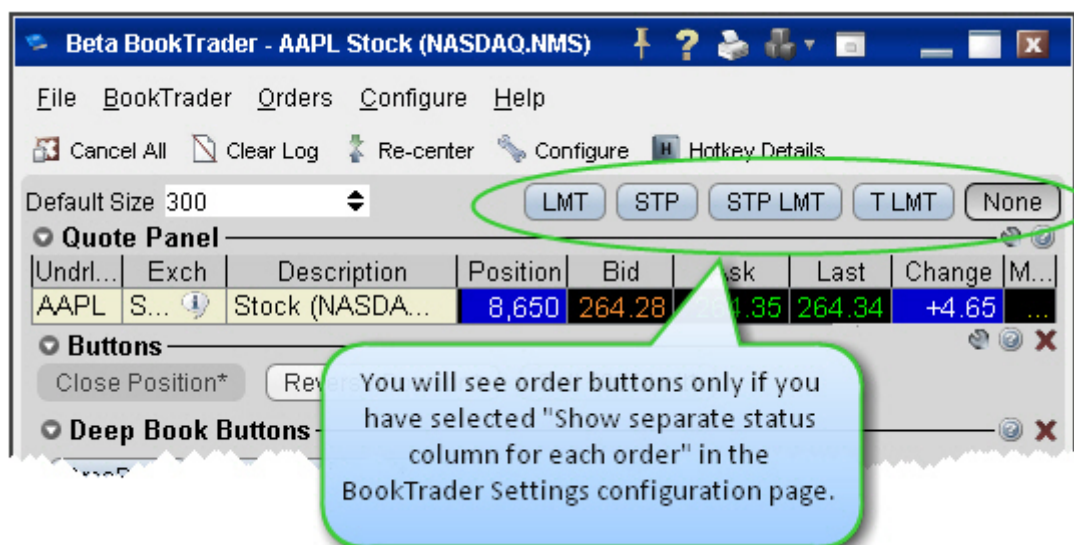 Beta BookTrader - AAPL Stock (NASDAQ.NMS)
File BookTrader Orders Configure Help
Cancel All Clear Log Re-center Configure Hotkey Details
Default Size 300 LMT STP STP LMT T LMT None
Quote Panel
Undrl... Exch Description Position Bid Last Change M...
AAPL S... Stock (NASDA... 8,650 264.28 264.34 +4.65 ...
Buttons
Close Position*
Deep Book Buttons
You will see order buttons only if you
have selected "Show separate status
column for each order" in the
BookTrader Settings configuration page.